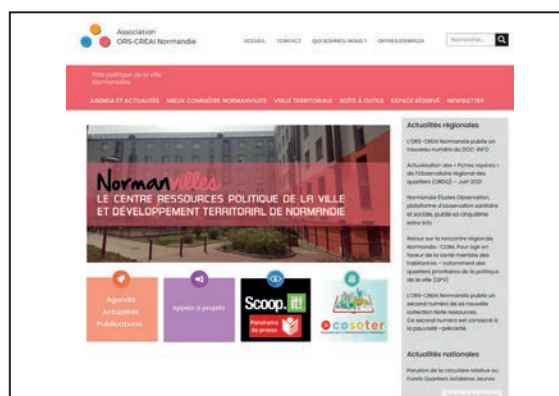 Association
ORS-CREAI Normandie
ACCUEIL CONTACT QUI SOMMES-NOUS ? OFFRES D'EMPLOI
Rechercher...
Pôle politique de la ville
Normanvilles
AGENDA ET ACTUALITÉS MIEUX CONNAÎTRE NORMANVILLES VEILLE TERRITORIALE BOÎTE À OUTILS ESPACE RÉSERVÉ NEWSLETTER
Normanvilles
LE CENTRE RESSOURCES POLITIQUE DE LA VILLE
ET DÉVELOPPEMENT TERRITORIAL DE NORMANDIE
Agenda
Actualités
Publications
Appels à projets
Scoop.it!
Panorama
de presse
cosoter
Actualités régionales
L'ORS-CREAI Normandie publie un
nouveau numéro du DOC-INFO
Actualisation des « Fiches repères »
de l'Observatoire régional des
quartiers (ORDQ) – Juin 2021
Normandie Études Observation,
plateforme d'observation sanitaire
et sociale, publie sa cinquième
lettre info
Retour sur la rencontre régionale
Normandie : CLSM, Pour agir en
faveur de la santé mentale des
habitant.es – notamment des
quartiers prioritaires de la politique
de la ville (QPV)
L'ORS-CREAI Normandie publie un
second numéro de sa nouvelle
collection Note ressources.
Ce second numéro est consacré à
la pauvreté –précarité.
Actualités nationales
Parution de la circulaire relative au
Fonds Quartiers solidaires Jeunes